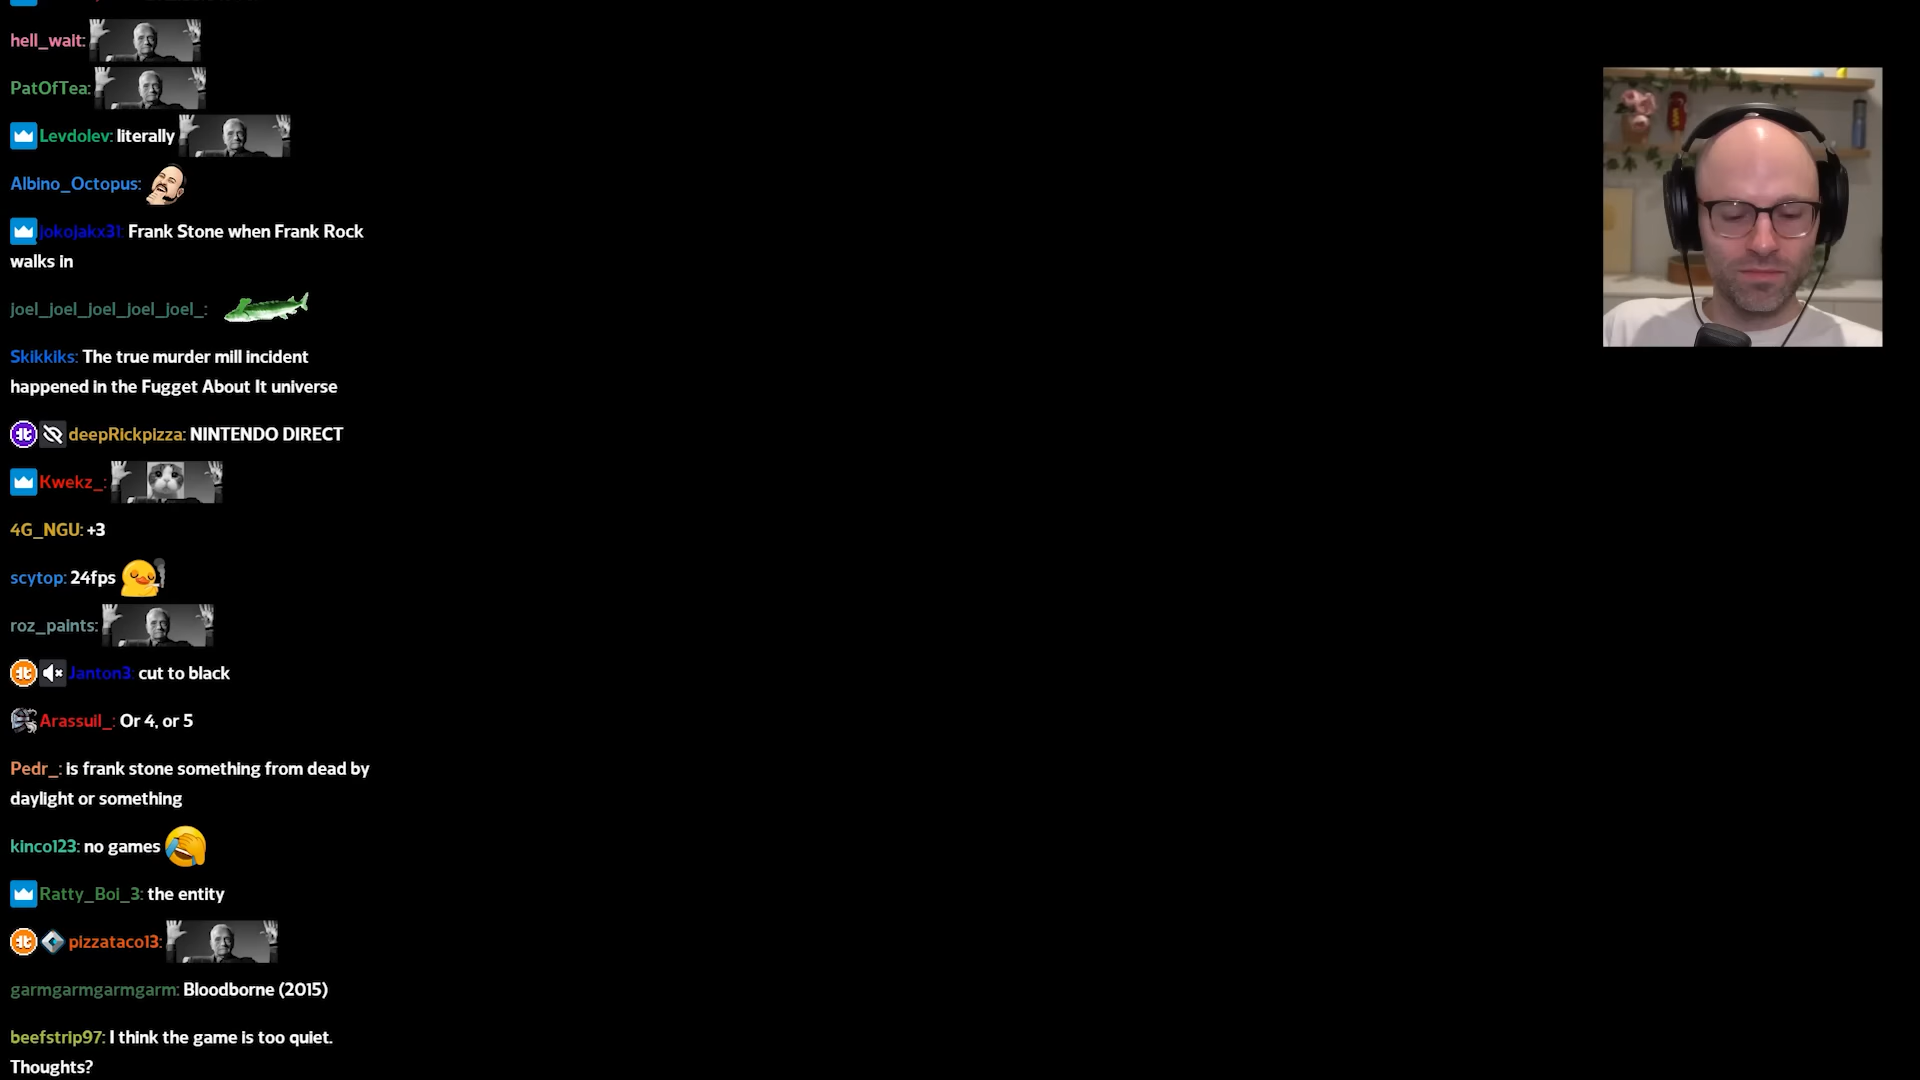 hell_wait:
PatOfTea:
Levdolev: literally
Albino_Octopus:
jokojakx31: Frank Stone when Frank Rock
walks in
joel_joel_joel_joel_joel_:
Skikkiks: The true murder mill incident
happened in the Fugget About It universe
deepRickpizza: NINTENDO DIRECT
Kwekz_:
4G_NGU: +3
scytop: 24fps
roz_paints:
Janton3: cut to black
Arassuil_: Or 4, or 5
Pedr_: is frank stone something from dead by
daylight or something
kinco123: no games
Ratty_Boi_3: the entity
pizzataco13:
garmgarmgarmgarm: Bloodborne (2015)
beefstrip97: I think the game is too quiet.
Thoughts?